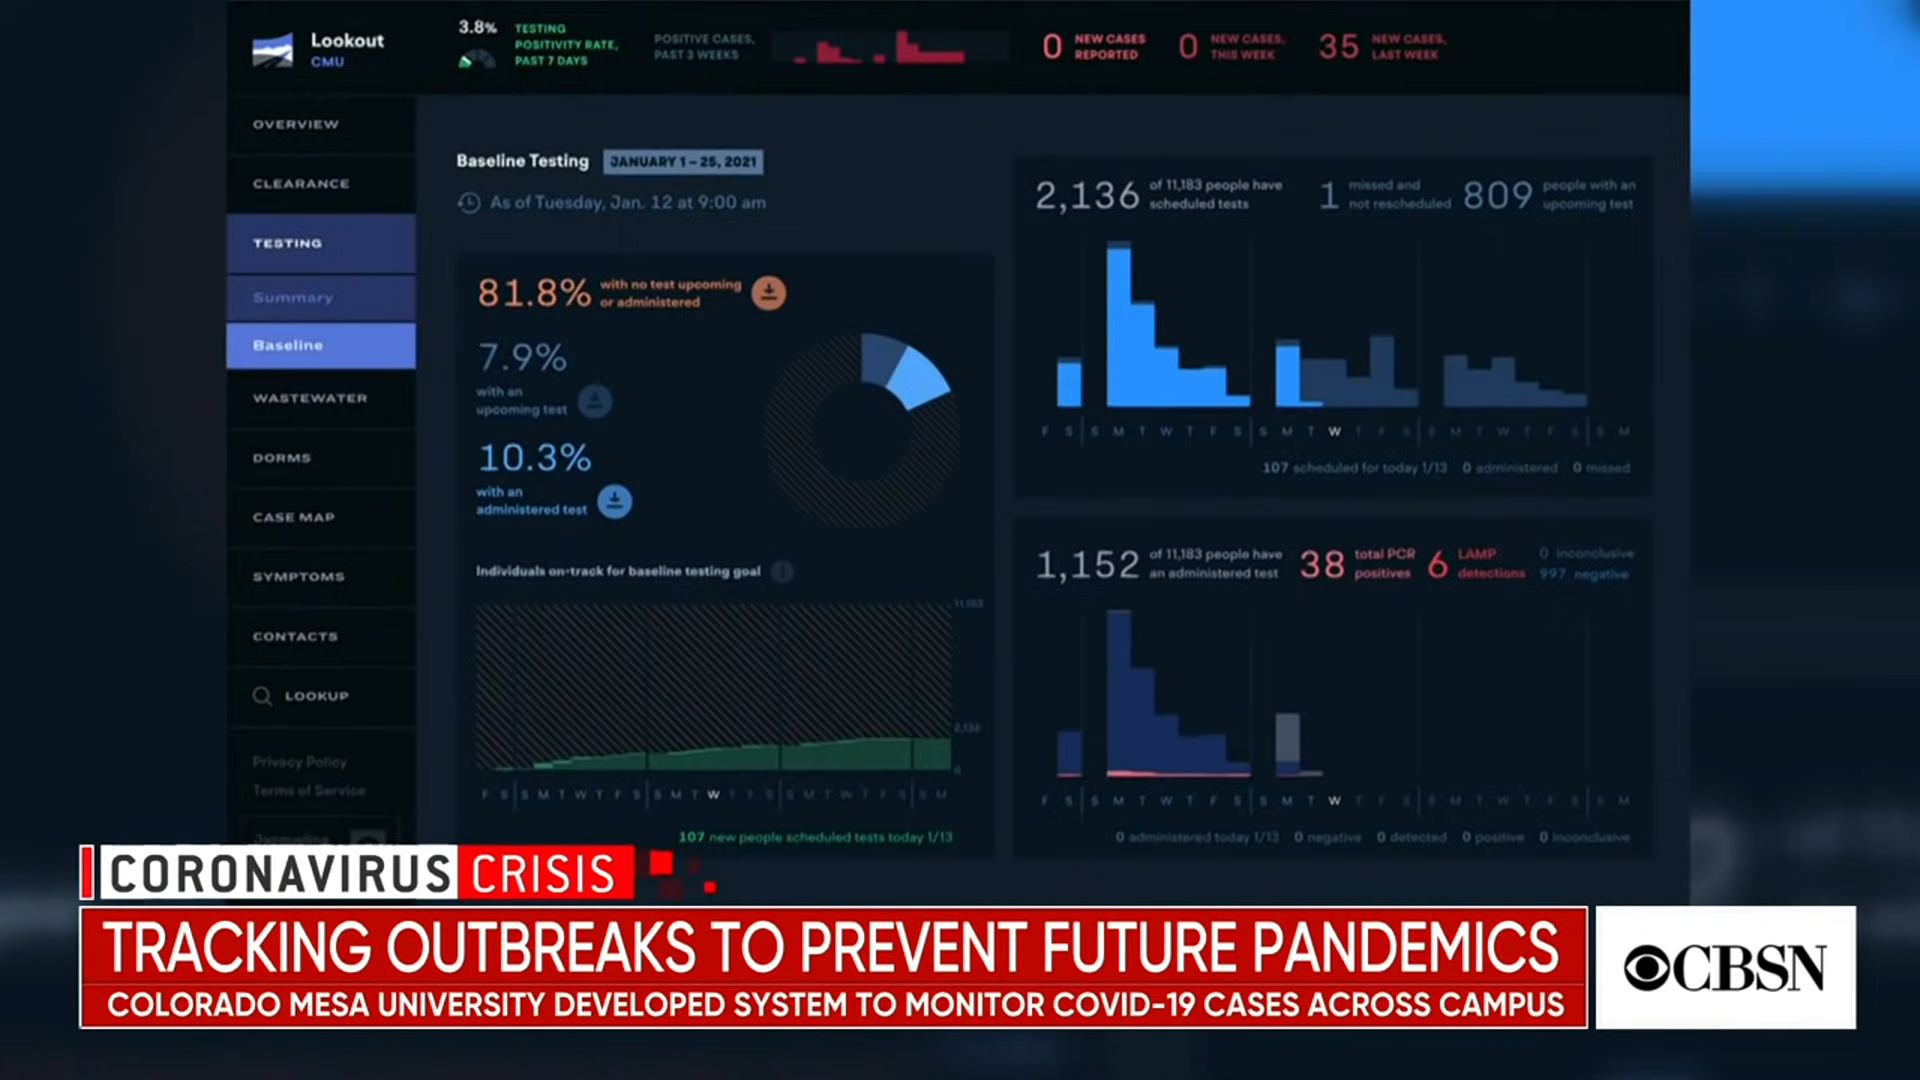 Lookout
CMU
3.8%
TESTING
POSITIVITY RATE,
PAST 7 DAYS
POSITIVE CASES,
PAST 3 WEEKS
0 NEW CASES
REPORTED
0 NEW CASES,
THIS WEEK
35 NEW CASES,
LAST WEEK
OVERVIEW
CLEARANCE
TESTING
Summary
Baseline
WASTEWATER
DORMS
CASE MAP
SYMPTOMS
CONTACTS
LOOKUP
Privacy Policy
Terms of Service
Baseline Testing JANUARY 1 – 25, 2021
As of Tuesday, Jan. 12 at 9:00 am
81.8% with no test upcoming
or administered
7.9%
with an
upcoming test
10.3%
with an
administered test
Individuals on-track for baseline testing goal
11,183
2,136
0
F S S M T W T F S S M T W T F S S M T W T F S S M
107 new people scheduled tests today 1/13
2,136 of 11,183 people have
scheduled tests
1 missed and
not rescheduled
809 people with an
upcoming test
F S S M T W T F S S M T W T F S S M T W T F S S M
107 scheduled for today 1/13 0 administered 0 missed
1,152 of 11,183 people have
an administered test
38 total PCR
positives
6 LAMP
detections
0 inconclusive
997 negative
F S S M T W T F S S M T W T F S S M T W T F S S M
0 administered today 1/13 0 negative 0 detected 0 positive 0 inconclusive
CORONAVIRUS CRISIS
TRACKING OUTBREAKS TO PREVENT FUTURE PANDEMICS
COLORADO MESA UNIVERSITY DEVELOPED SYSTEM TO MONITOR COVID-19 CASES ACROSS CAMPUS
CBSN